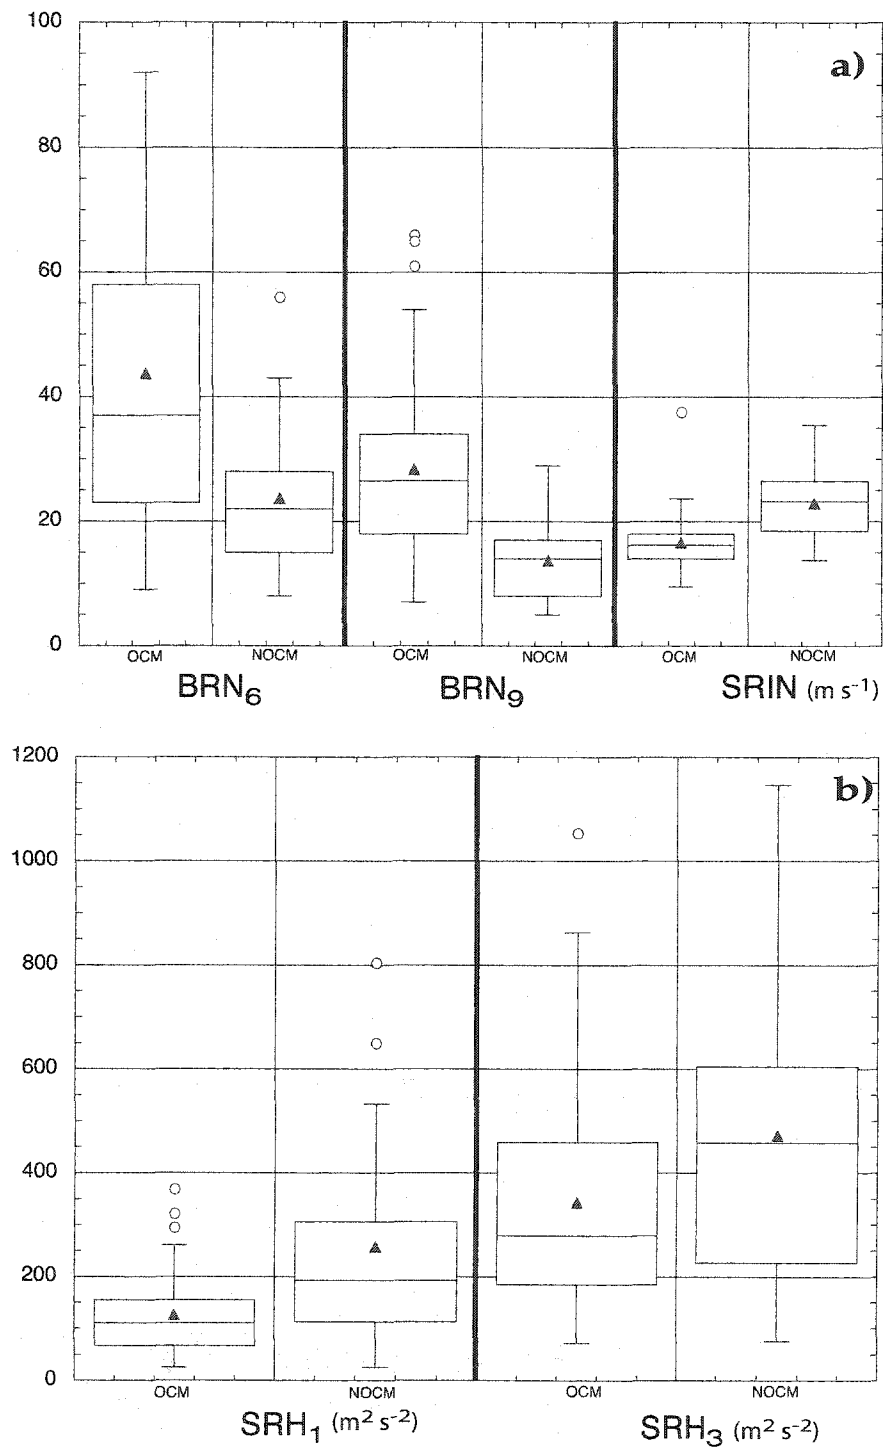 100
a)
80
60
40
20
0
OCM NOCM OCM NOCM OCM NOCM
BRN6 BRN9 SRIN (m s-1)
1200
b)
1000
800
600
400
200
0
OCM NOCM OCM NOCM
SRH1 (m2 s-2) SRH3 (m2 s-2)